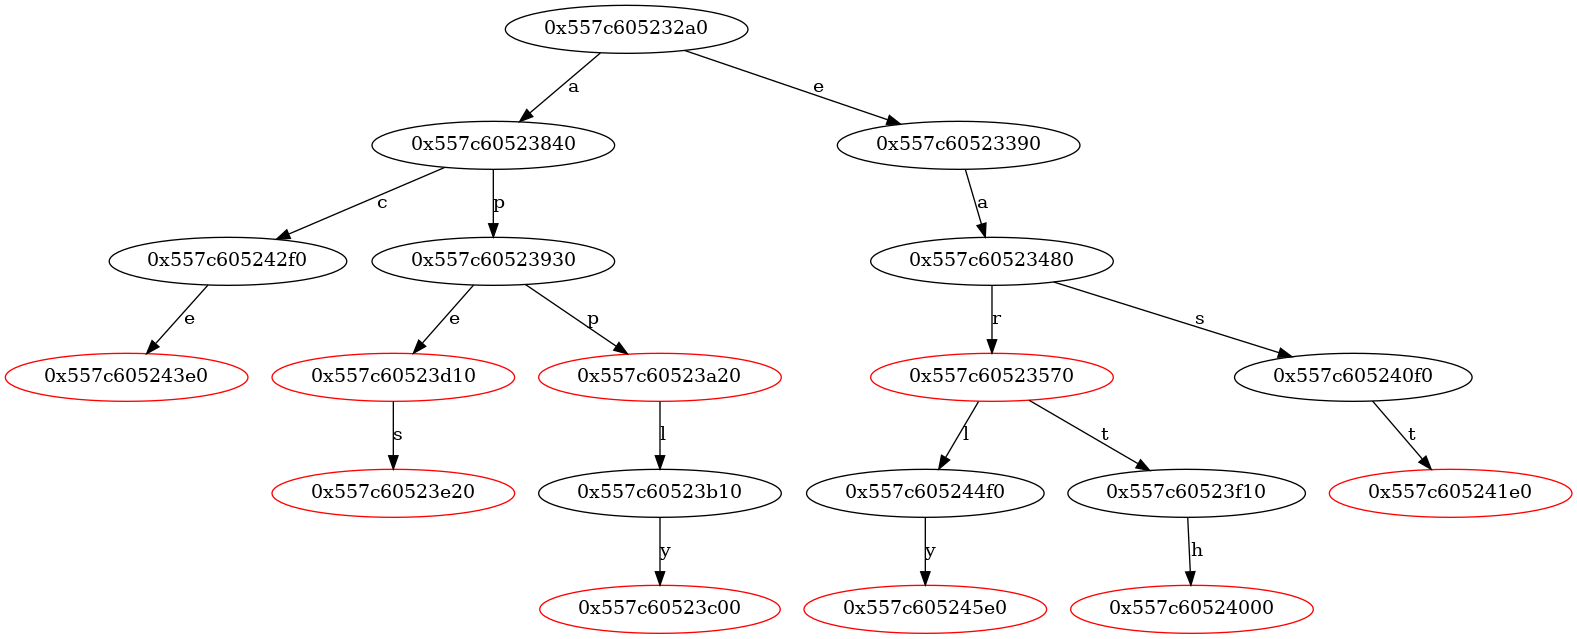 0x557c605232a0
a e
0x557c60523840 0x557c60523390
c p a
0x557c605242f0 0x557c60523930 0x557c60523480
e e p r s
0x557c605243e0 0x557c60523d10 0x557c60523a20 0x557c60523570 0x557c605240f0
s l l t t
0x557c60523e20 0x557c60523b10 0x557c605244f0 0x557c60523f10 0x557c605241e0
y y h
0x557c60523c00 0x557c605245e0 0x557c60524000